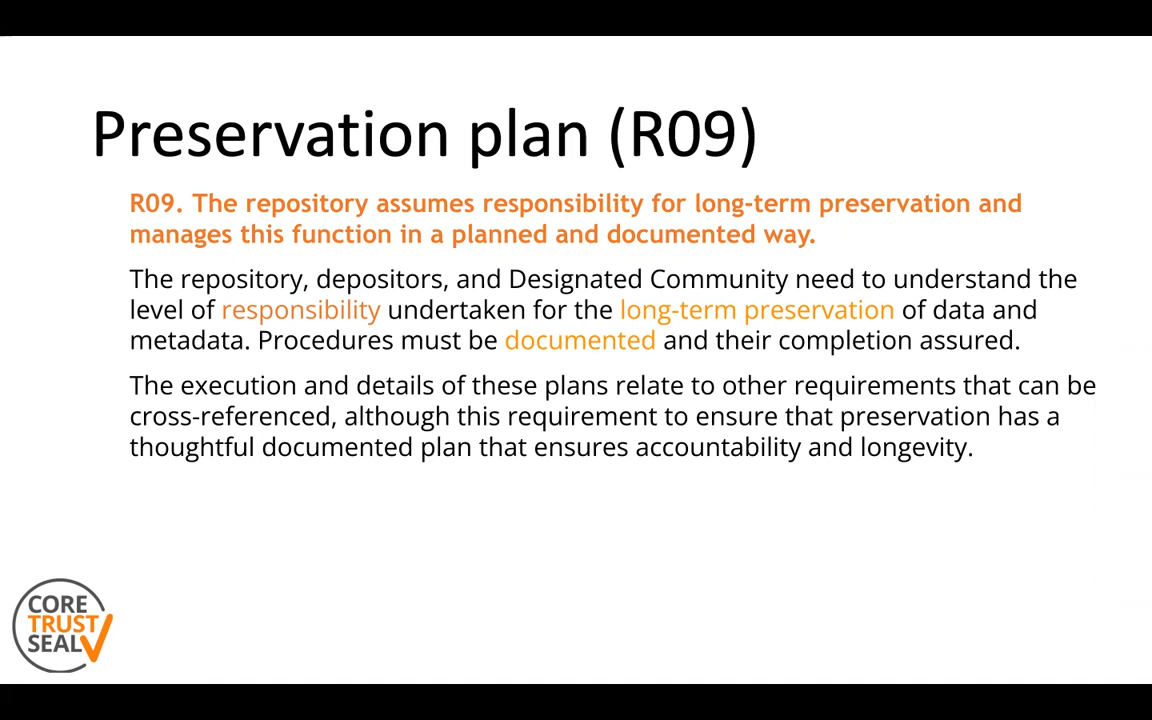 Preservation plan (R09)
R09. The repository assumes responsibility for long-term preservation and
manages this function in a planned and documented way.
The repository, depositors, and Designated Community need to understand the
level of responsibility undertaken for the long-term preservation of data and
metadata. Procedures must be documented and their completion assured.
The execution and details of these plans relate to other requirements that can be
cross-referenced, although this requirement to ensure that preservation has a
thoughtful documented plan that ensures accountability and longevity.
CORE
TRUST
SEAL